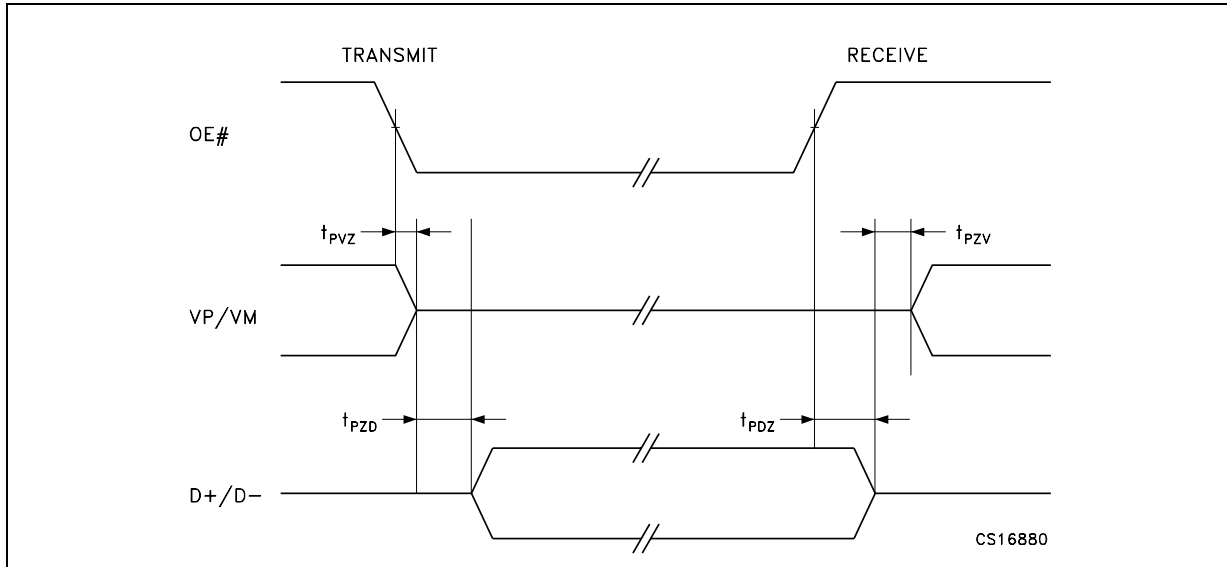 TRANSMIT RECEIVE
OE#
tPVZ tPZV
VP/VM
tPZD tPDZ
D+/D-
CS16880